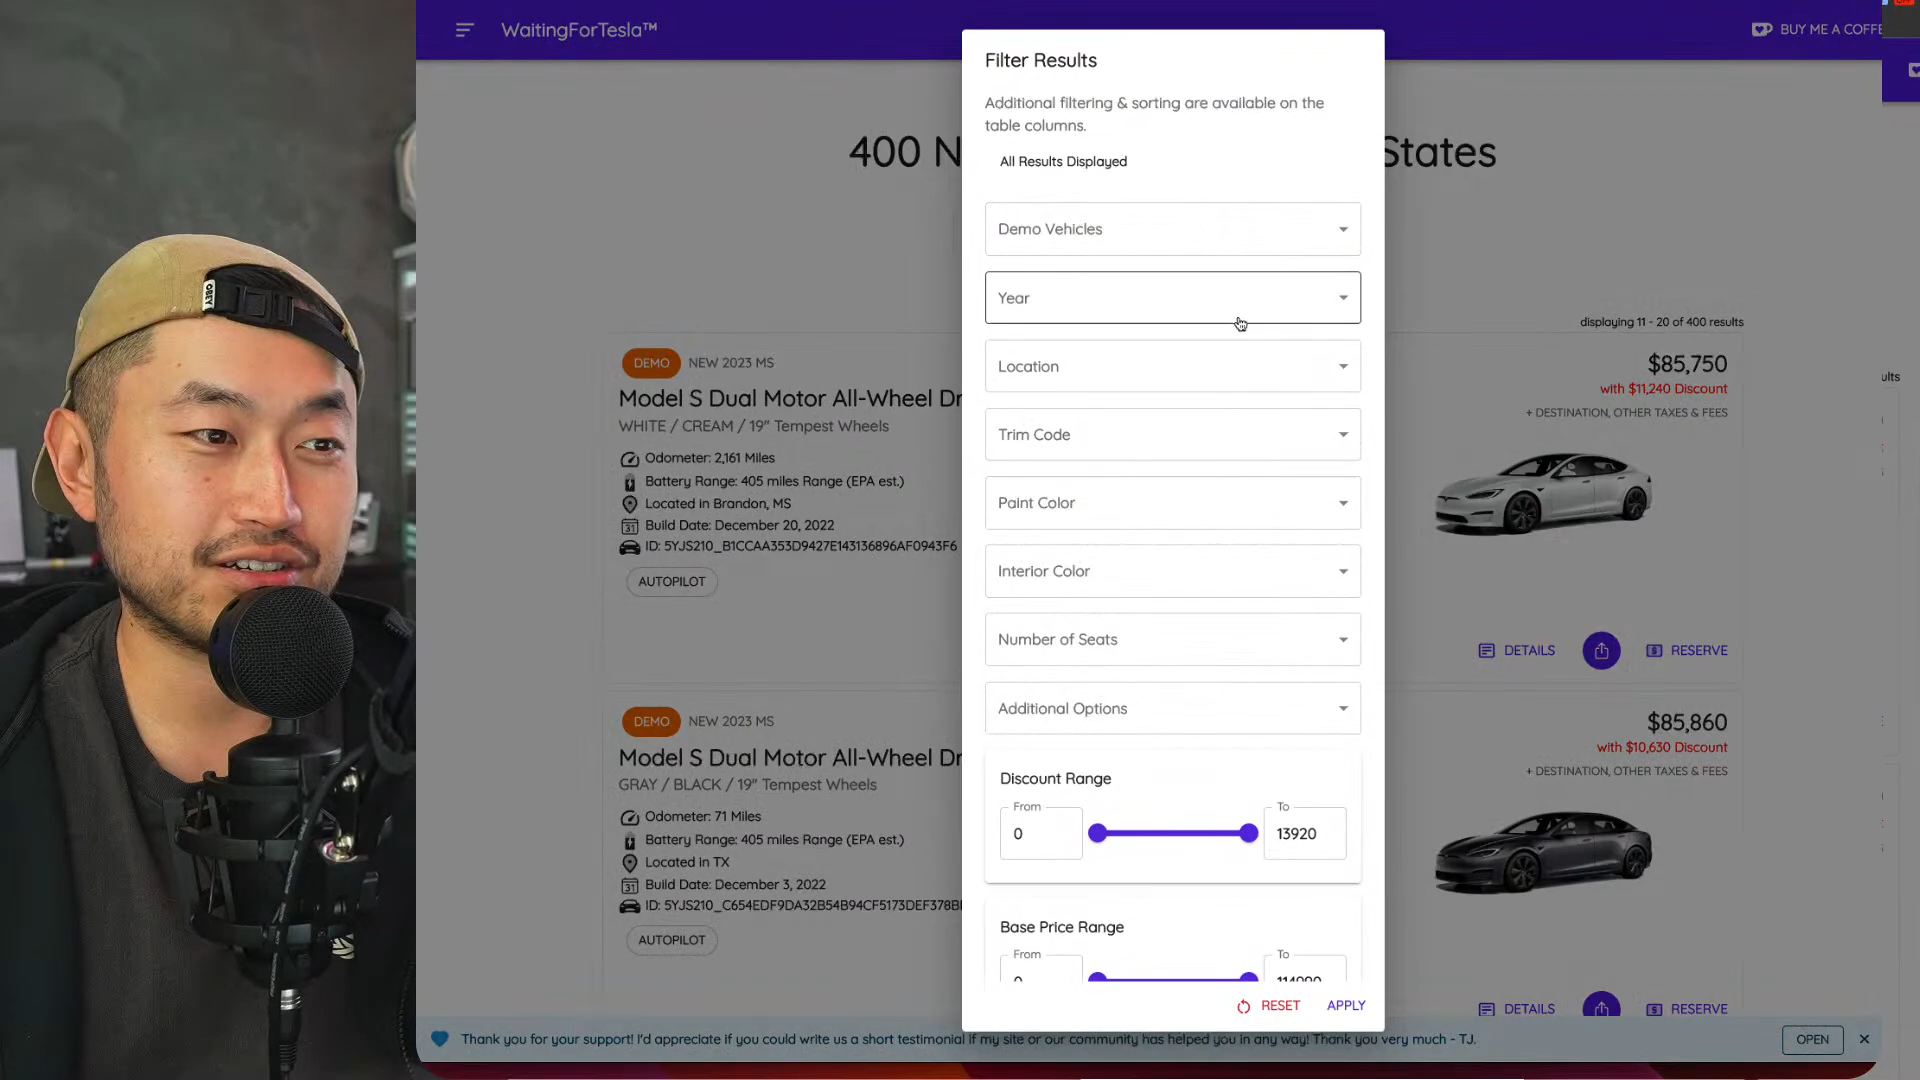 WaitingForTesla™
BUY ME A COFFE
OBEY
400 N
States
Filter Results
Additional filtering & sorting are available on the
table columns.
All Results Displayed
Demo Vehicles
Year
Location
Trim Code
Paint Color
Interior Color
Number of Seats
Additional Options
Discount Range
From
0
To
13920
Base Price Range
From
0
To
114990
RESET
APPLY
displaying 11 - 20 of 400 results
ults
DEMO
NEW 2023 MS
Model S Dual Motor All-Wheel Dr
WHITE / CREAM / 19" Tempest Wheels
Odometer: 2,161 Miles
Battery Range: 405 miles Range (EPA est.)
Located in Brandon, MS
Build Date: December 20, 2022
ID: 5YJS210_B1CCAA353D9427E143136896AF0943F6
AUTOPILOT
$85,750
with $11,240 Discount
+ DESTINATION, OTHER TAXES & FEES
DETAILS
RESERVE
DEMO
NEW 2023 MS
Model S Dual Motor All-Wheel Dr
GRAY / BLACK / 19" Tempest Wheels
Odometer: 71 Miles
Battery Range: 405 miles Range (EPA est.)
Located in TX
Build Date: December 3, 2022
ID: 5YJS210_C654EDF9DA32B54B94CF5173DEF378B
AUTOPILOT
$85,860
with $10,630 Discount
+ DESTINATION, OTHER TAXES & FEES
DETAILS
RESERVE
Thank you for your support! I'd appreciate if you could write us a short testimonial if my site or our community has helped you in any way! Thank you very much - TJ.
OPEN